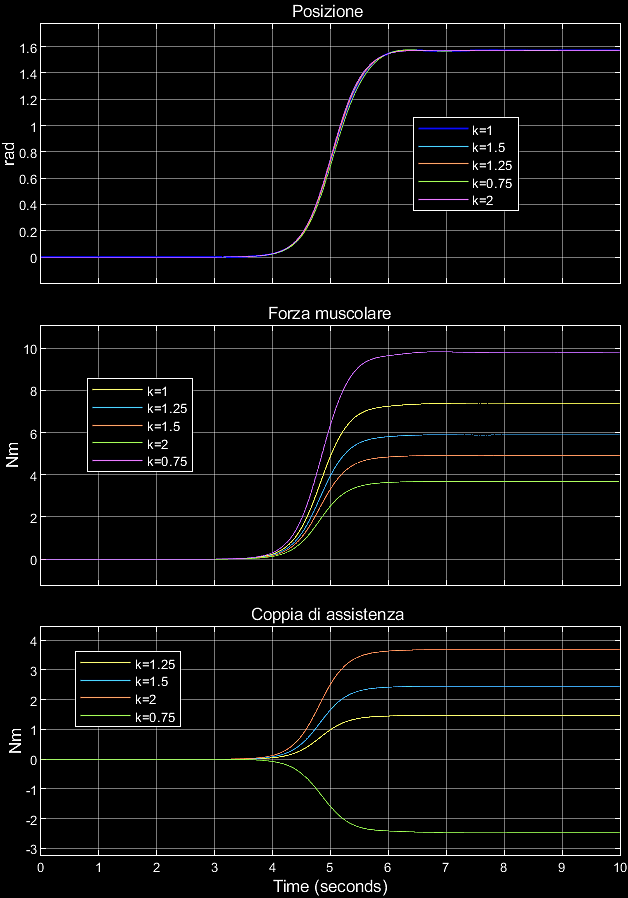 Posizione
1.6
1.4
1.2
1
0.8
0.6
0.4
0.2
0
rad
k=1
k=1.5
k=1.25
k=0.75
k=2
Forza muscolare
10
8
6
4
2
0
Nm
k=1
k=1.25
k=1.5
k=2
k=0.75
Coppia di assistenza
4
3
2
1
0
-1
-2
-3
Nm
k=1.25
k=1.5
k=2
k=0.75
0 1 2 3 4 5 6 7 8 9 10
Time (seconds)